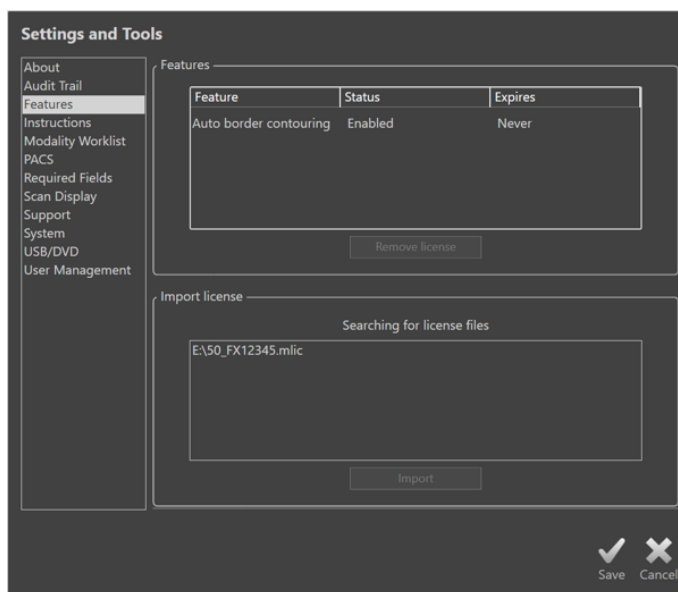 Settings and Tools
About
Audit Trail
Features
Instructions
Modality Worklist
PACS
Required Fields
Scan Display
Support
System
USB/DVD
User Management
Features
Feature Status Expires
Auto border contouring Enabled Never
Remove license
Import license
Searching for license files
E:\50_FX12345.mlic
Import
Save Cancel